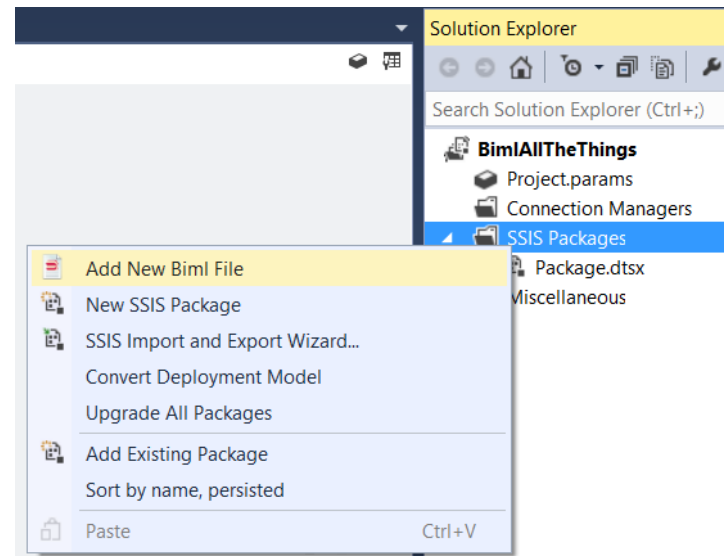 Solution Explorer
Search Solution Explorer (Ctrl+;)
BimlAllTheThings
Project.params
Connection Managers
SSIS Packages
Package.dtsx
Miscellaneous
Add New Biml File
New SSIS Package
SSIS Import and Export Wizard...
Convert Deployment Model
Upgrade All Packages
Add Existing Package
Sort by name, persisted
Paste Ctrl+V